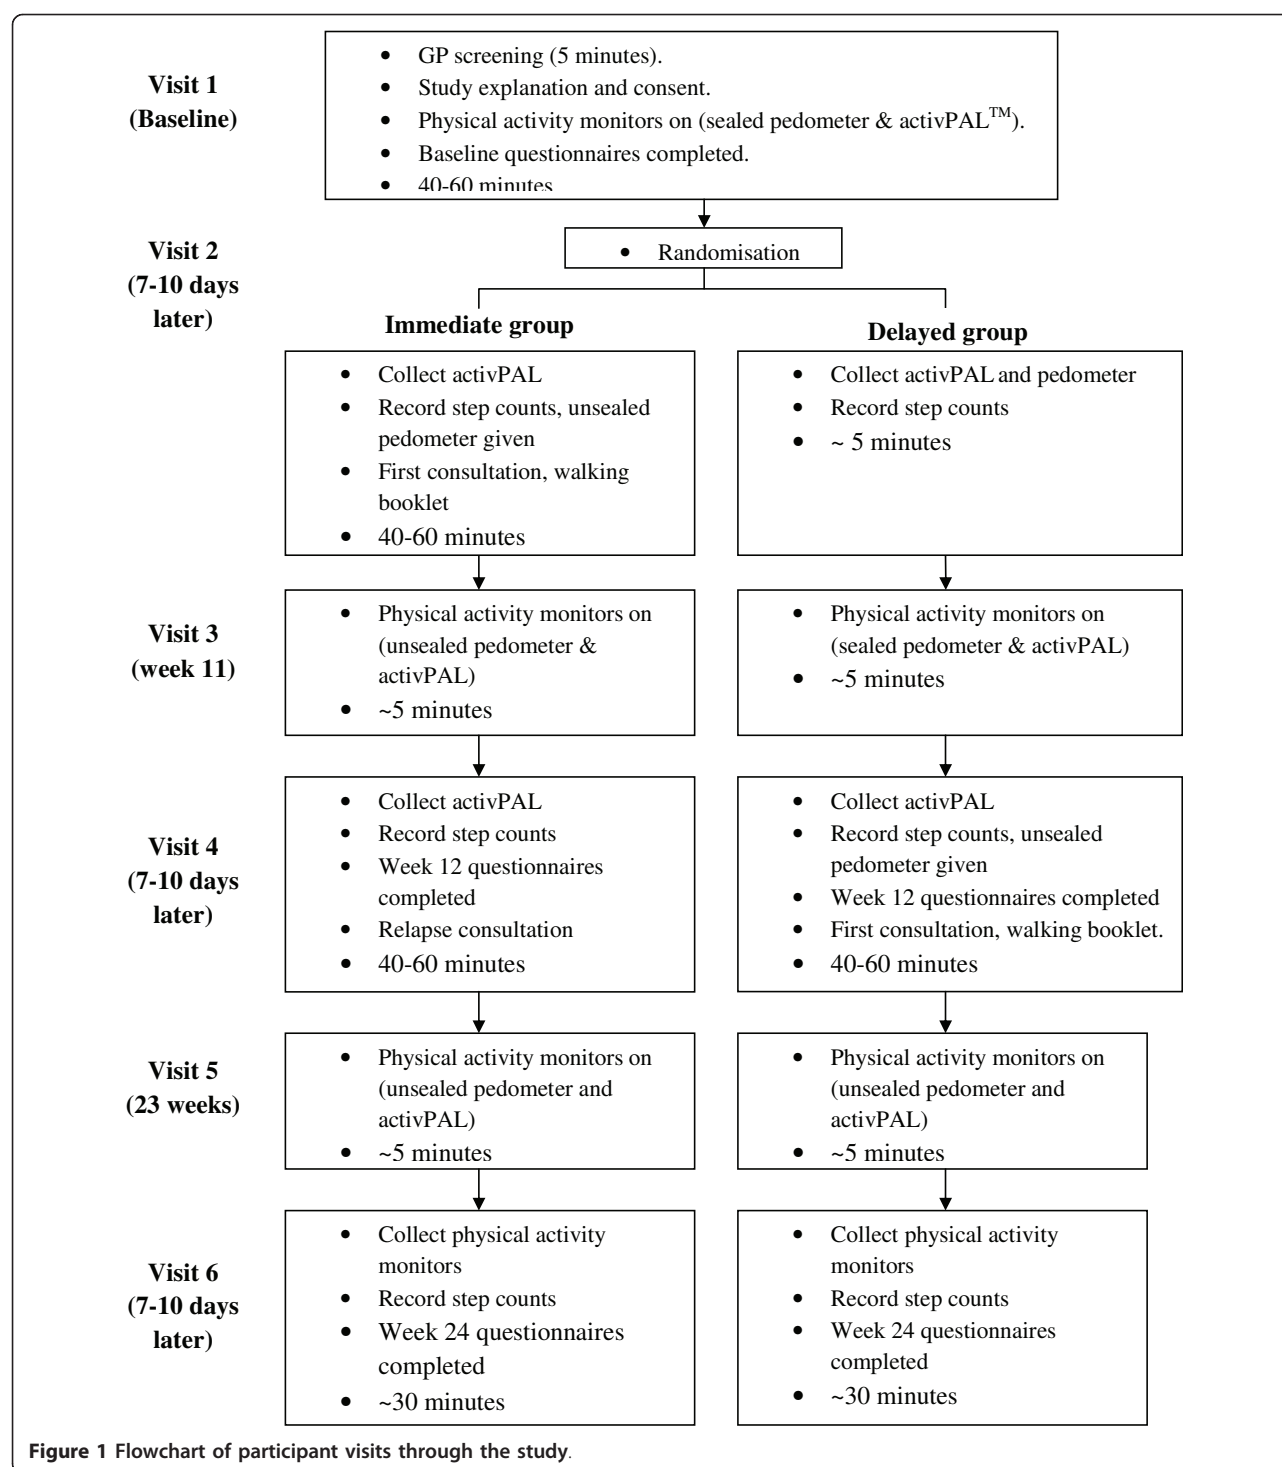 Visit 1
(Baseline)
• GP screening (5 minutes).
• Study explanation and consent.
• Physical activity monitors on (sealed pedometer & activPAL™).
• Baseline questionnaires completed.
• 40-60 minutes
Visit 2
(7-10 days
later)
• Randomisation
Immediate group
• Collect activPAL
• Record step counts, unsealed
pedometer given
• First consultation, walking
booklet
• 40-60 minutes
Delayed group
• Collect activPAL and pedometer
• Record step counts
• ~ 5 minutes
Visit 3
(week 11)
• Physical activity monitors on
(unsealed pedometer &
activPAL)
• ~5 minutes
• Physical activity monitors on
(sealed pedometer & activPAL)
• ~5 minutes
Visit 4
(7-10 days
later)
• Collect activPAL
• Record step counts
• Week 12 questionnaires
completed
• Relapse consultation
• 40-60 minutes
• Collect activPAL
• Record step counts, unsealed
pedometer given
• Week 12 questionnaires completed
• First consultation, walking booklet.
• 40-60 minutes
Visit 5
(23 weeks)
• Physical activity monitors on
(unsealed pedometer and
activPAL)
• ~5 minutes
• Physical activity monitors on
(unsealed pedometer and
activPAL)
• ~5 minutes
Visit 6
(7-10 days
later)
• Collect physical activity
monitors
• Record step counts
• Week 24 questionnaires
completed
• ~30 minutes
• Collect physical activity
monitors
• Record step counts
• Week 24 questionnaires
completed
• ~30 minutes
Figure 1 Flowchart of participant visits through the study.